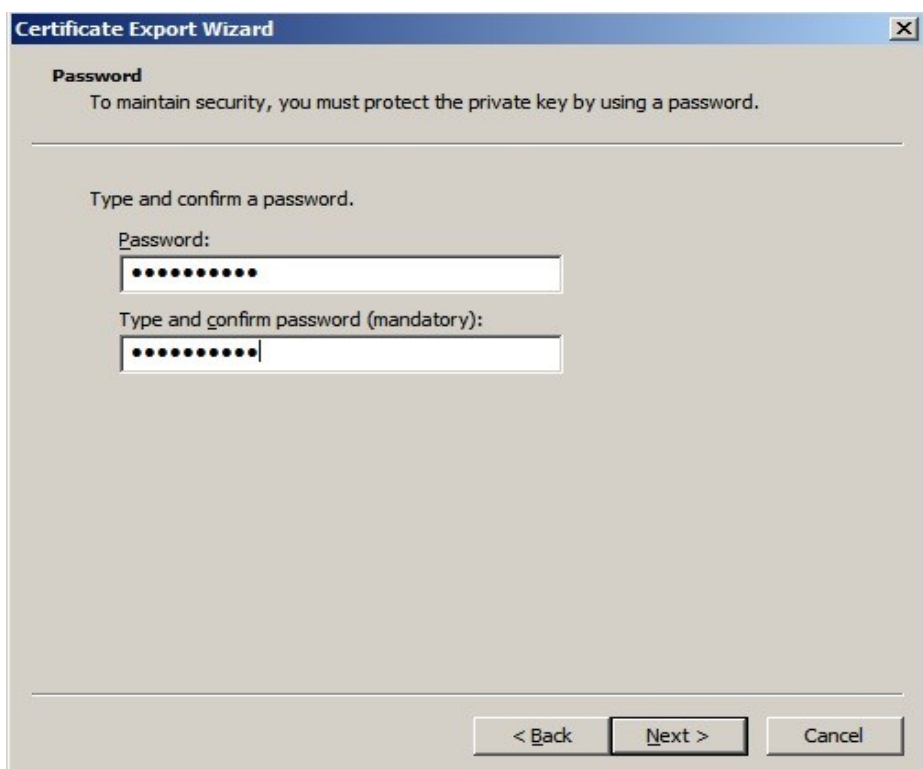 Certificate Export Wizard
Password
To maintain security, you must protect the private key by using a password.
Type and confirm a password.
Password:
●●●●●●●●●●
Type and confirm password (mandatory):
●●●●●●●●●●
< Back Next > Cancel